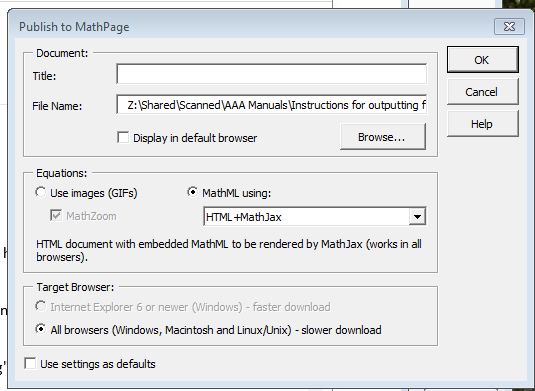 Publish to MathPage
Document:
Title:
File Name:
Z:\Shared\Scanned\AAA Manuals\Instructions for outputting f
Display in default browser
Browse...
OK
Cancel
Help
Equations:
Use images (GIFs)
MathML using:
MathZoom
HTML+MathJax
HTML document with embedded MathML to be rendered by MathJax (works in all
browsers).
Target Browser:
Internet Explorer 6 or newer (Windows) - faster download
All browsers (Windows, Macintosh and Linux/Unix) - slower download
Use settings as defaults